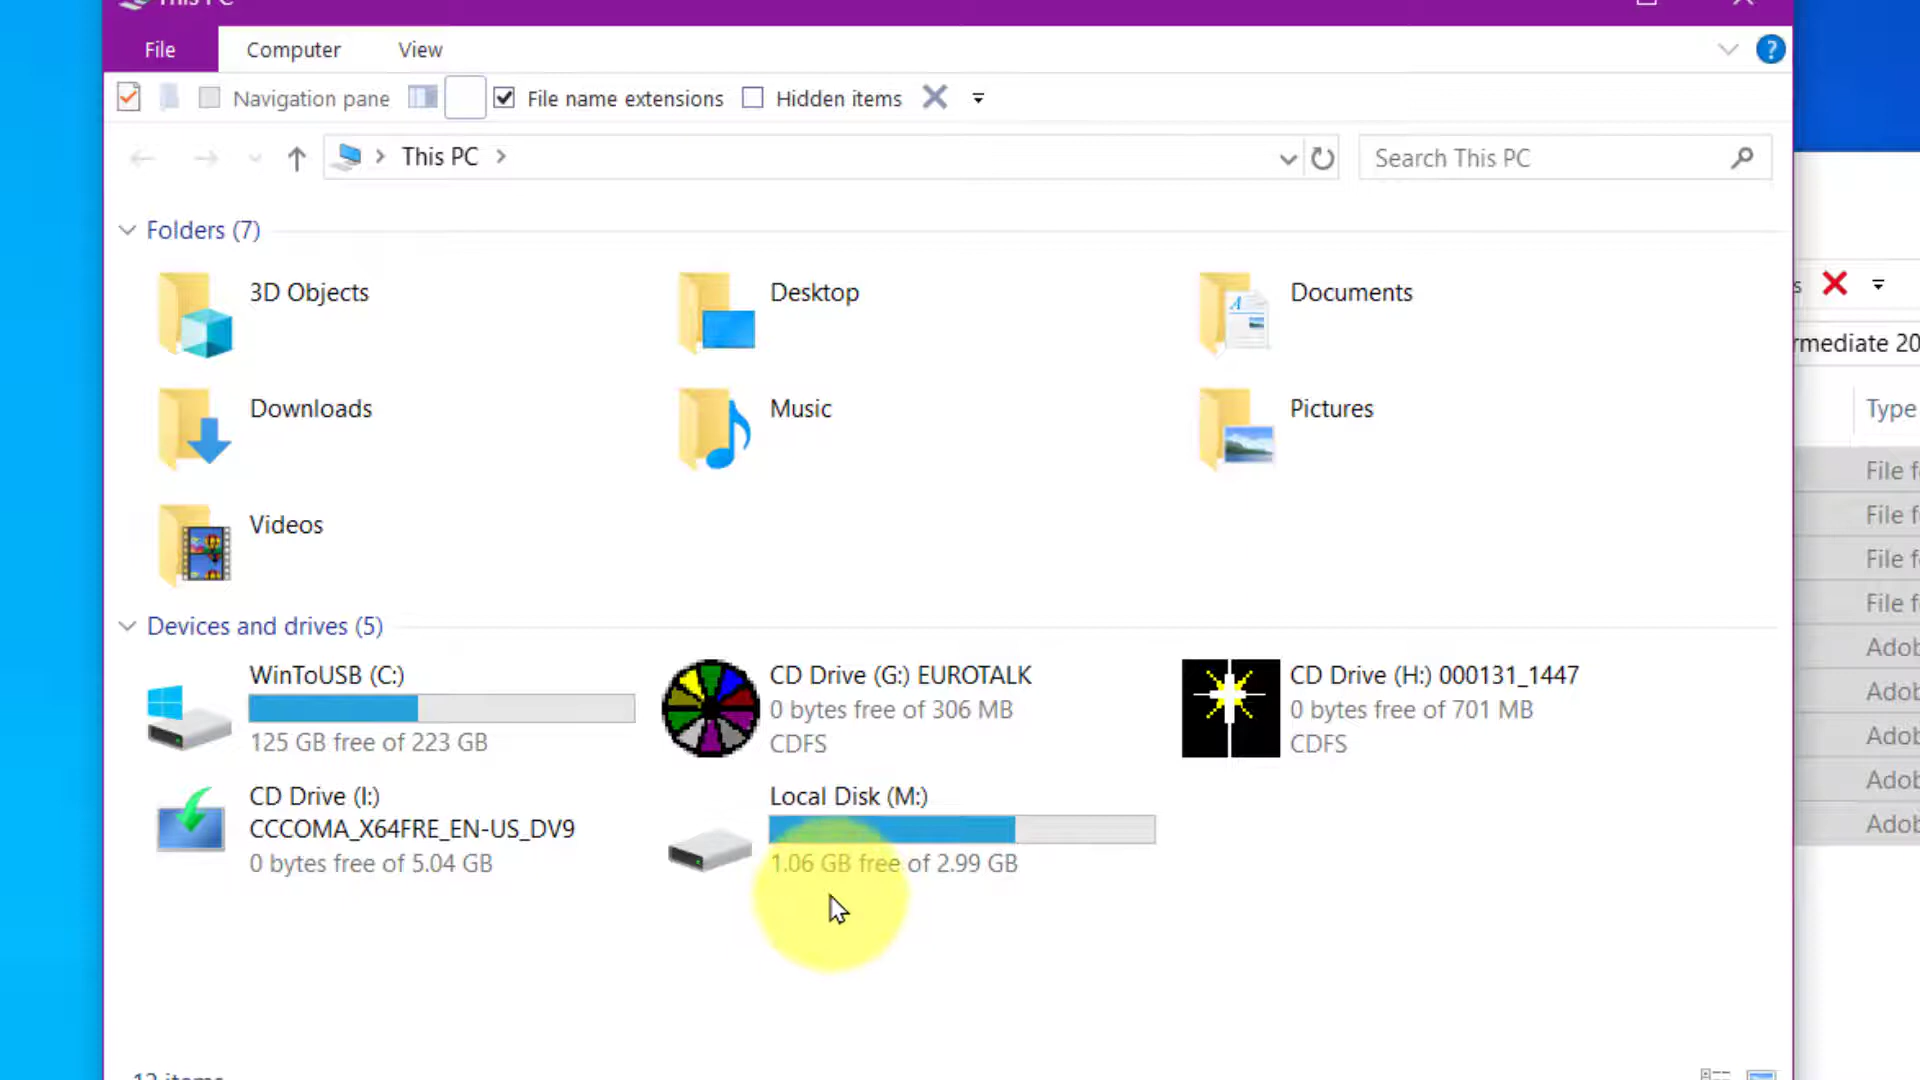 This PC
File Computer View
Navigation pane File name extensions Hidden items
This PC
Search This PC
Folders (7)
3D Objects
Desktop
Documents
Downloads
Music
Pictures
Videos
Devices and drives (5)
WinToUSB (C:)
125 GB free of 223 GB
CD Drive (G:) EUROTALK
0 bytes free of 306 MB
CDFS
CD Drive (H:) 000131_1447
0 bytes free of 701 MB
CDFS
CD Drive (I:)
CCCOMA_X64FRE_EN-US_DV9
0 bytes free of 5.04 GB
Local Disk (M:)
1.06 GB free of 2.99 GB
12 items
s
rmediate 20
Type
File f
File f
File f
File f
Adob
Adob
Adob
Adob
Adob